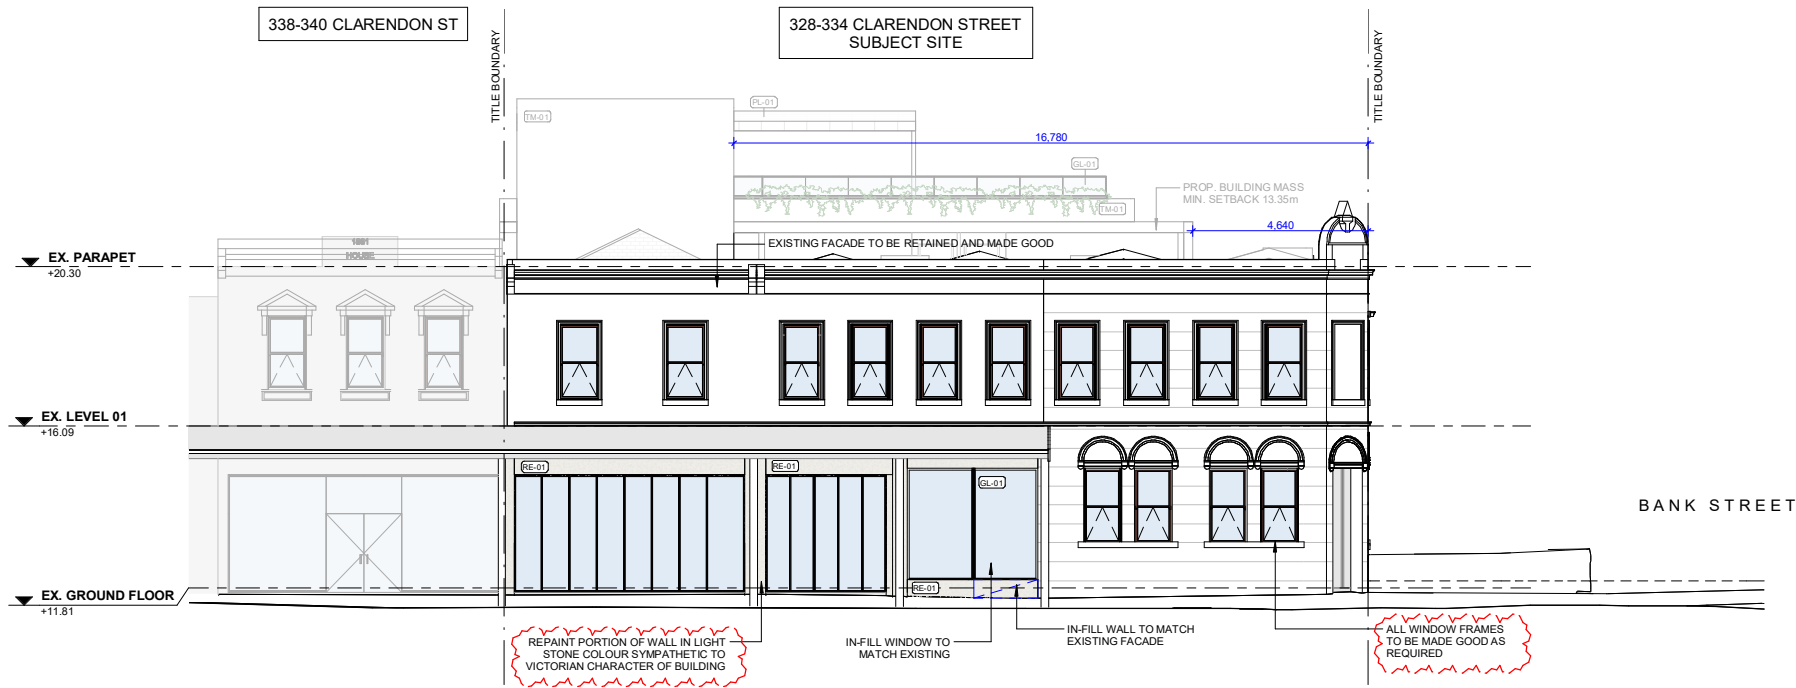 338-340 CLARENDON ST
328-334 CLARENDON STREET
SUBJECT SITE
TITLE BOUNDARY
TITLE BOUNDARY
PL-01
TM-01
16,780
GL-01
PROP. BUILDING MASS
MIN. SETBACK 13.35m
TM-01
4,640
1881
HOUSE
EXISTING FACADE TO BE RETAINED AND MADE GOOD
EX. PARAPET
+20.30
EX. LEVEL 01
+16.09
RE-01
RE-01
GL-01
BANK STREET
RE-01
EX. GROUND FLOOR
+11.81
REPAINT PORTION OF WALL IN LIGHT
STONE COLOUR SYMPATHETIC TO
VICTORIAN CHARACTER OF BUILDING
IN-FILL WINDOW TO
MATCH EXISTING
IN-FILL WALL TO MATCH
EXISTING FACADE
ALL WINDOW FRAMES
TO BE MADE GOOD AS
REQUIRED